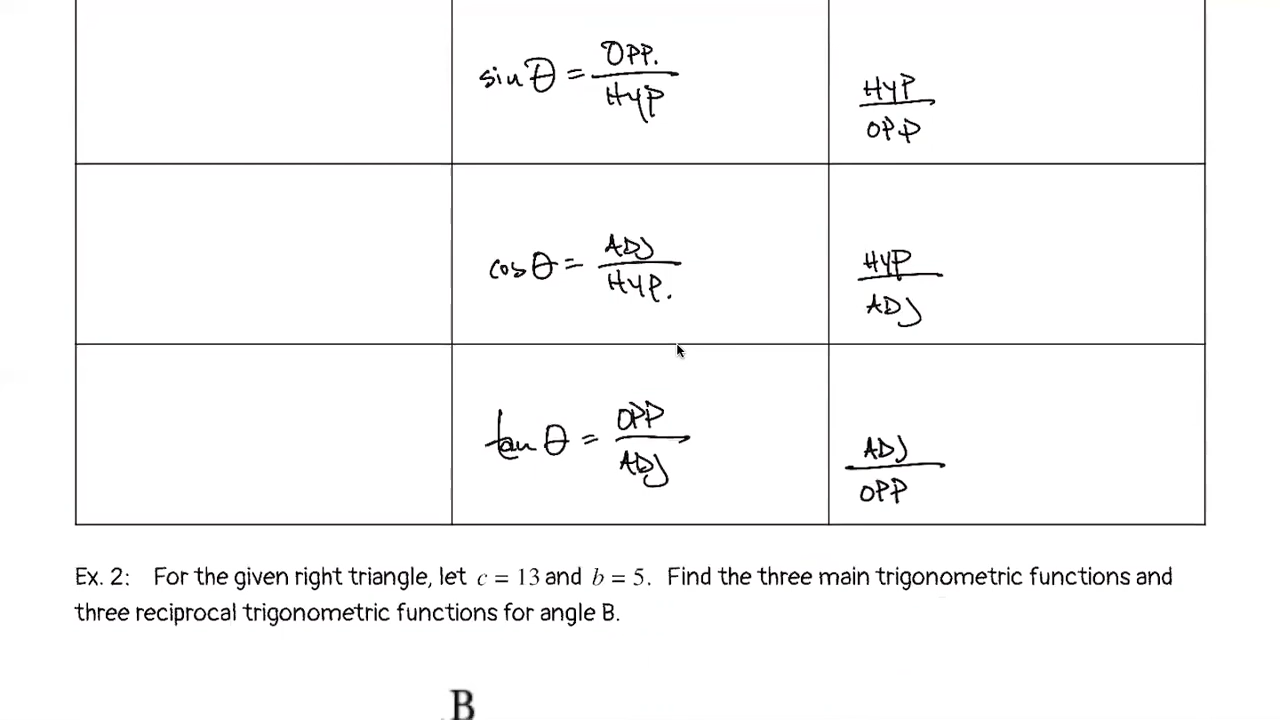 sin θ = OPP. / HYP
HYP / OPP
cos θ = ADJ / HYP.
HYP / ADJ
tan θ = OPP / ADJ
ADJ / OPP
Ex. 2: For the given right triangle, let c = 13 and b = 5. Find the three main trigonometric functions and
three reciprocal trigonometric functions for angle B.
B